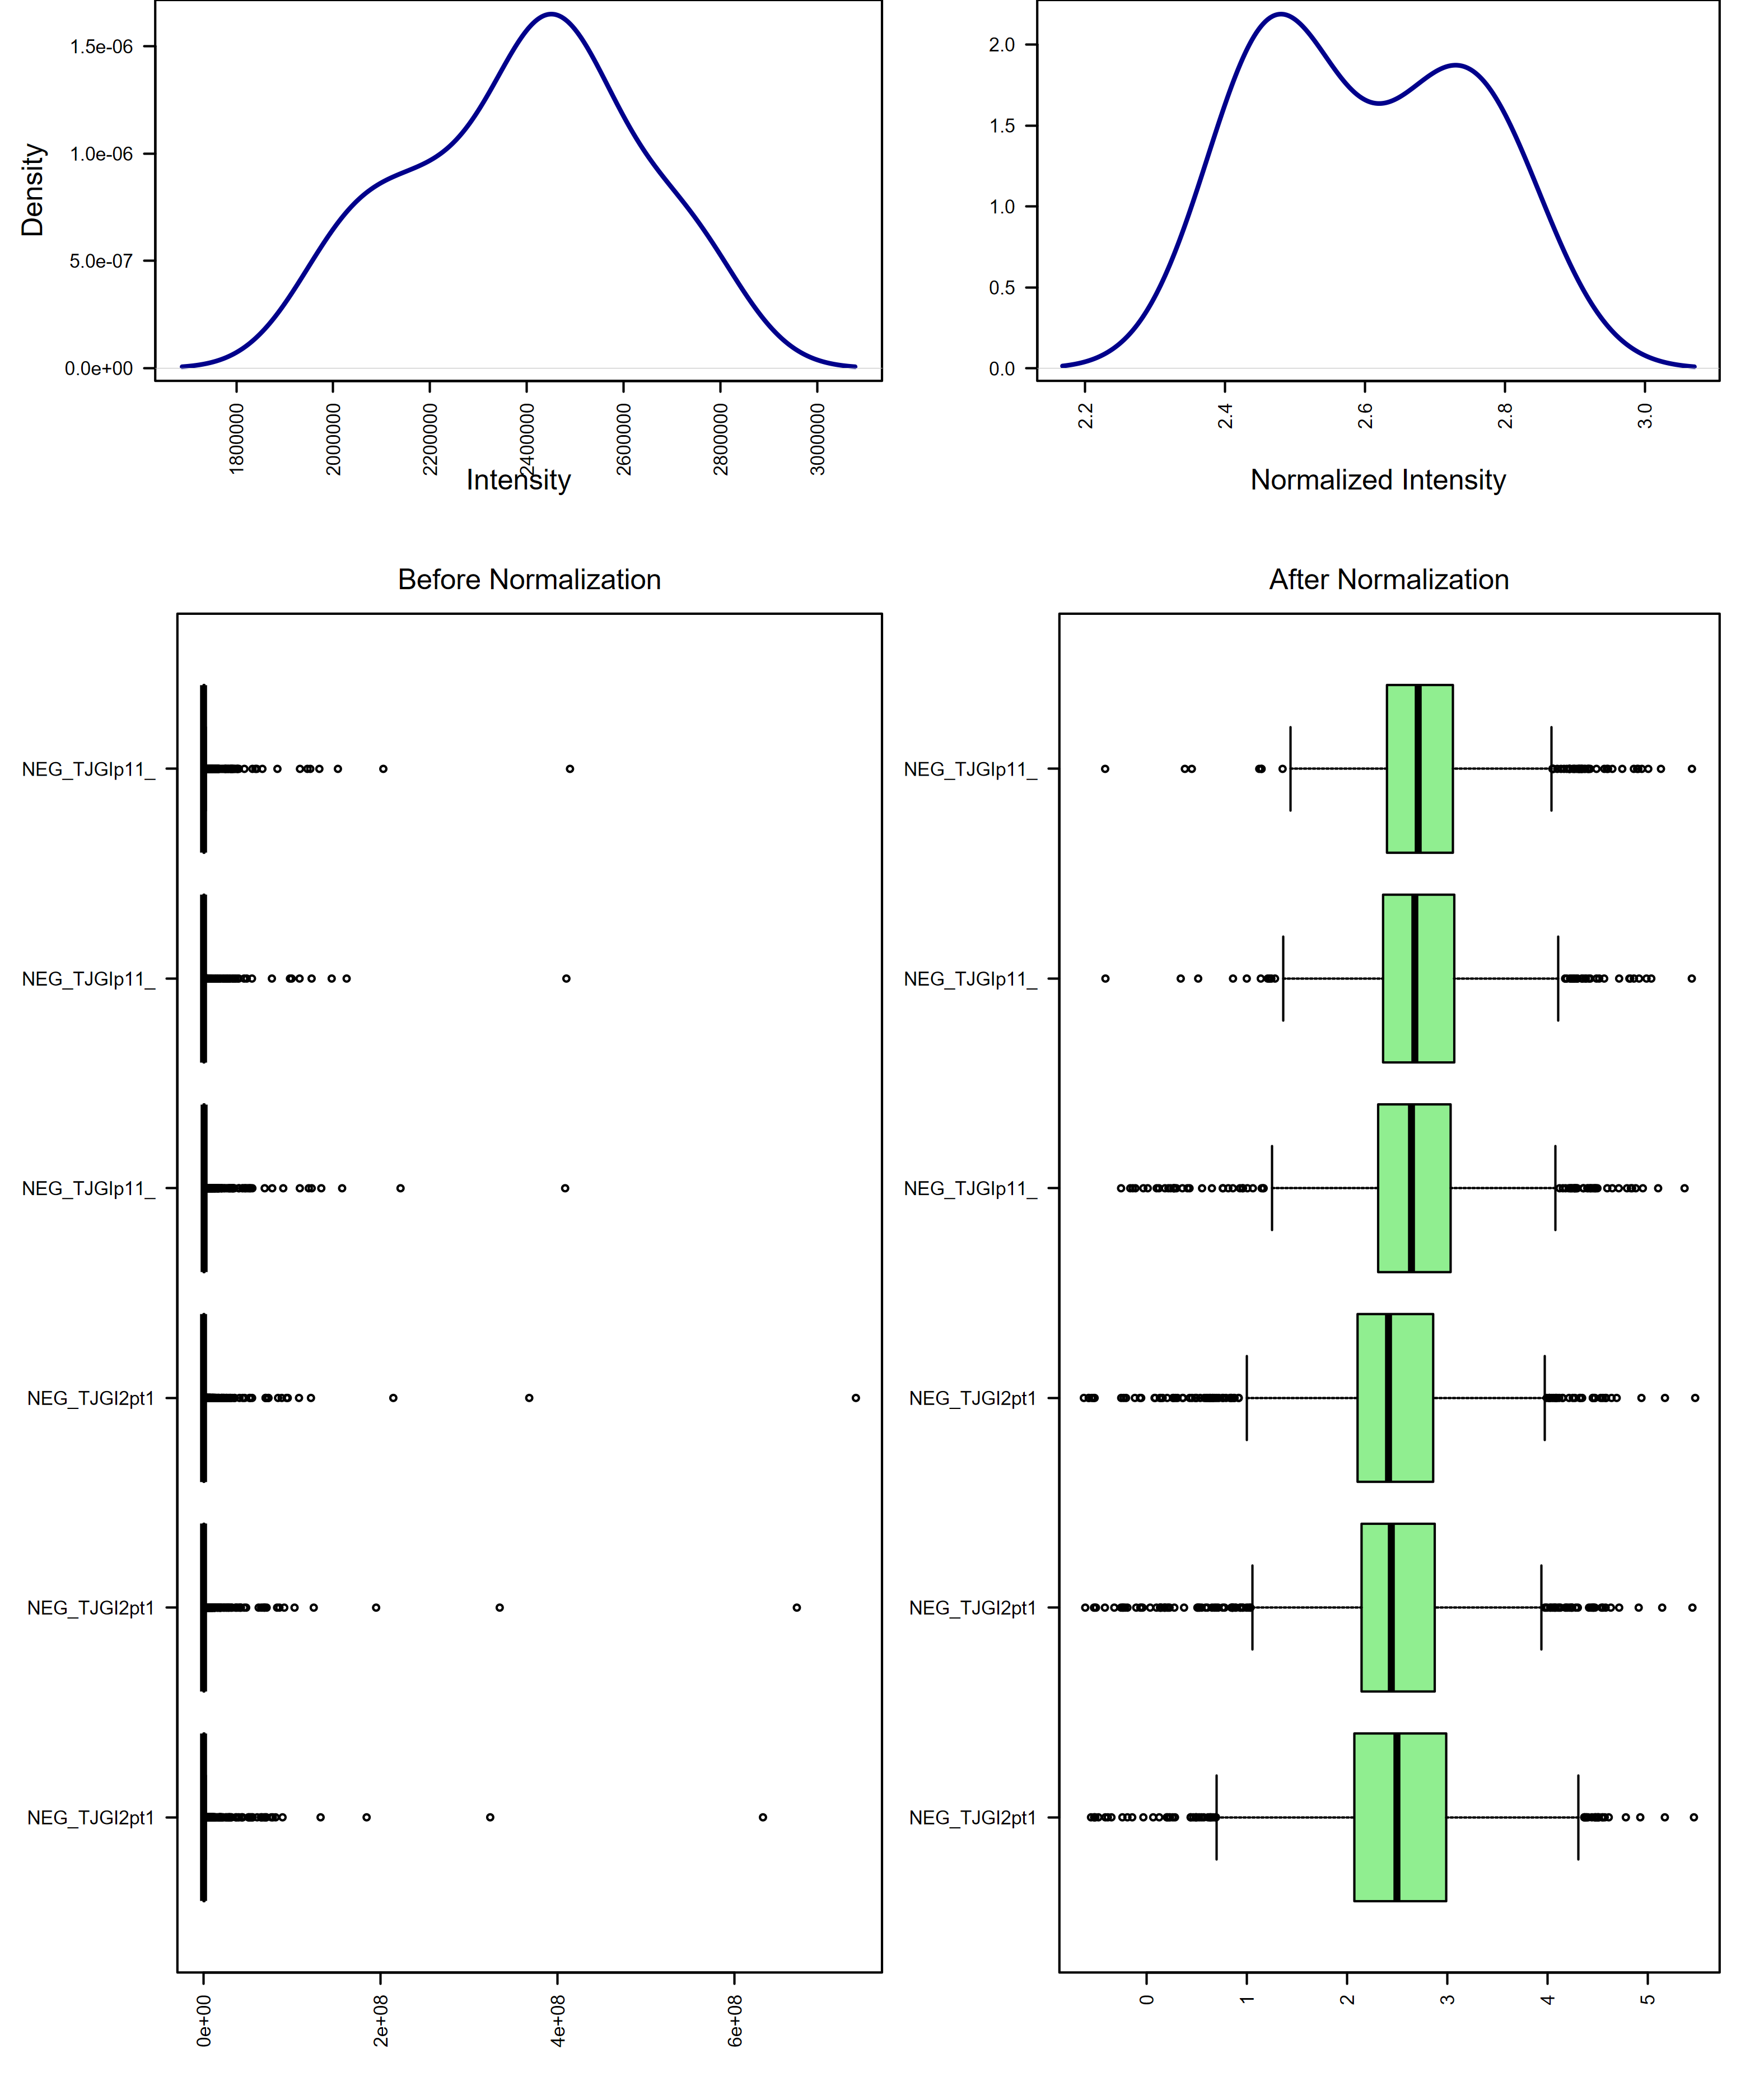 Density
1.5e-06
1.0e-06
5.0e-07
0.0e+00
1800000
2000000
2200000
2400000
2600000
2800000
3000000
Intensity
2.0
1.5
1.0
0.5
0.0
2.2
2.4
2.6
2.8
3.0
Normalized Intensity
Before Normalization
NEG_TJGIp11_
NEG_TJGIp11_
NEG_TJGIp11_
NEG_TJGI2pt1
NEG_TJGI2pt1
NEG_TJGI2pt1
0e+00
2e+08
4e+08
6e+08
After Normalization
NEG_TJGIp11_
NEG_TJGIp11_
NEG_TJGIp11_
NEG_TJGI2pt1
NEG_TJGI2pt1
NEG_TJGI2pt1
0
1
2
3
4
5